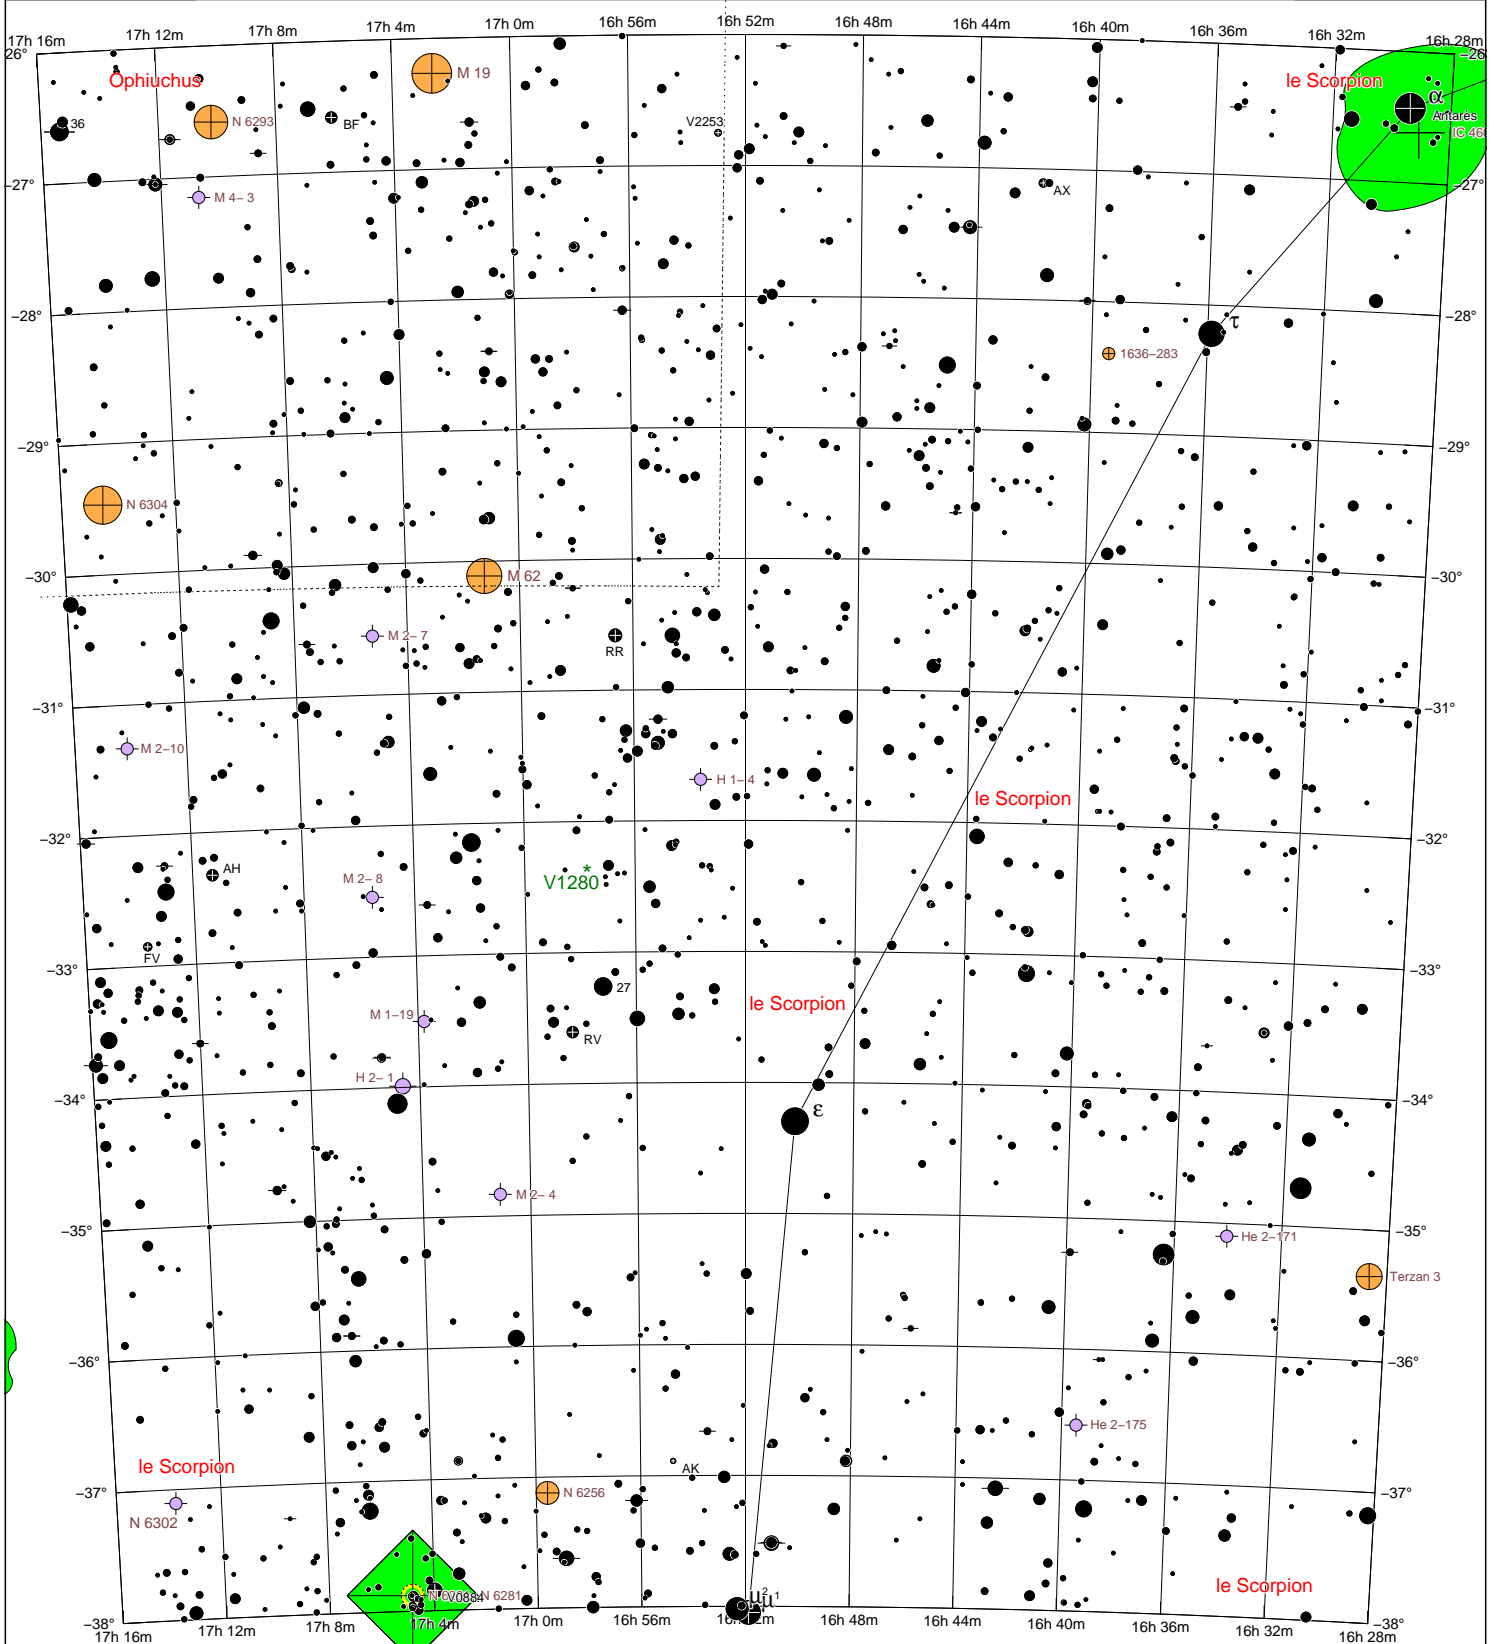 17h 16m 17h 12m 17h 8m 17h 4m 17h 0m 16h 56m 16h 52m 16h 48m 16h 44m 16h 40m 16h 36m 16h 32m 16h 28m
26° −26°
Ophiuchus
M 19
le Scorpion
α
Antarès
36
N 6293
BF
V2253
−27° −27°
M 4− 3
AX
−28° −28°
τ
1636−283
−29° −29°
N 6304
−30° −30°
M 62
M 2− 7
RR
−31° −31°
M 2−10
H 1− 4
le Scorpion
−32° −32°
AH
M 2− 8
V1280
*
FV
−33° −33°
27
le Scorpion
M 1−19
RV
H 2− 1
−34° −34°
ε
M 2− 4
−35° −35°
He 2−171
Terzan 3
−36° −36°
He 2−175
le Scorpion
AK
−37° −37°
N 6302
N 6256
N 6281
V0884
μ² μ¹
le Scorpion
−38° −38°
17h 16m 17h 12m 17h 8m 17h 4m 17h 0m 16h 56m 16h 48m 16h 44m 16h 40m 16h 36m 16h 32m 16h 28m